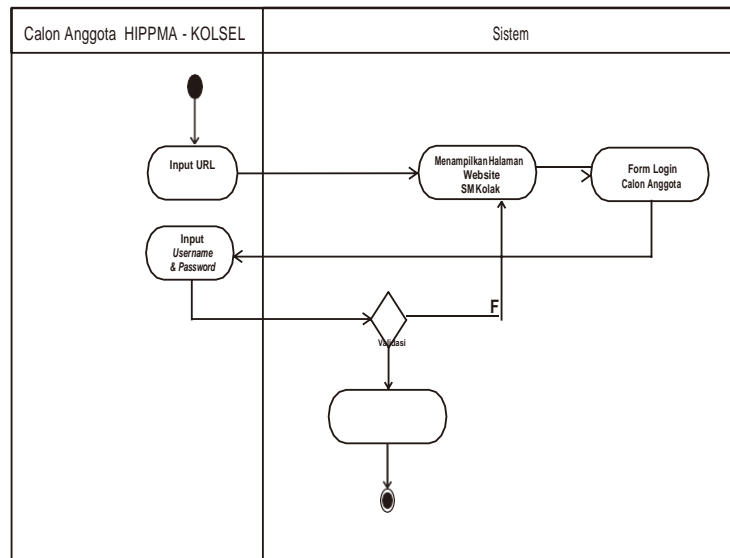 Calon Anggota HIPPMA - KOLSEL
Sistem
Input URL
Menampilkan Halaman
Website
SM Kolak
Form Login
Calon Anggota
Input
Username
& Password
F
Validasi